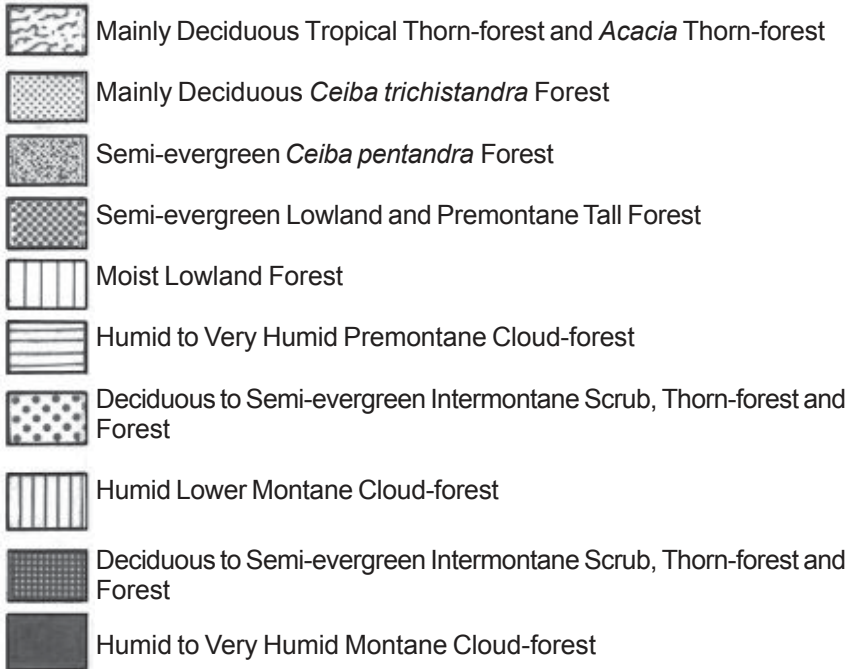 Mainly Deciduous Tropical Thorn-forest and Acacia Thorn-forest
Mainly Deciduous Ceiba trichistandra Forest
Semi-evergreen Ceiba pentandra Forest
Semi-evergreen Lowland and Premontane Tall Forest
Moist Lowland Forest
Humid to Very Humid Premontane Cloud-forest
Deciduous to Semi-evergreen Intermontane Scrub, Thorn-forest and
Forest
Humid Lower Montane Cloud-forest
Deciduous to Semi-evergreen Intermontane Scrub, Thorn-forest and
Forest
Humid to Very Humid Montane Cloud-forest